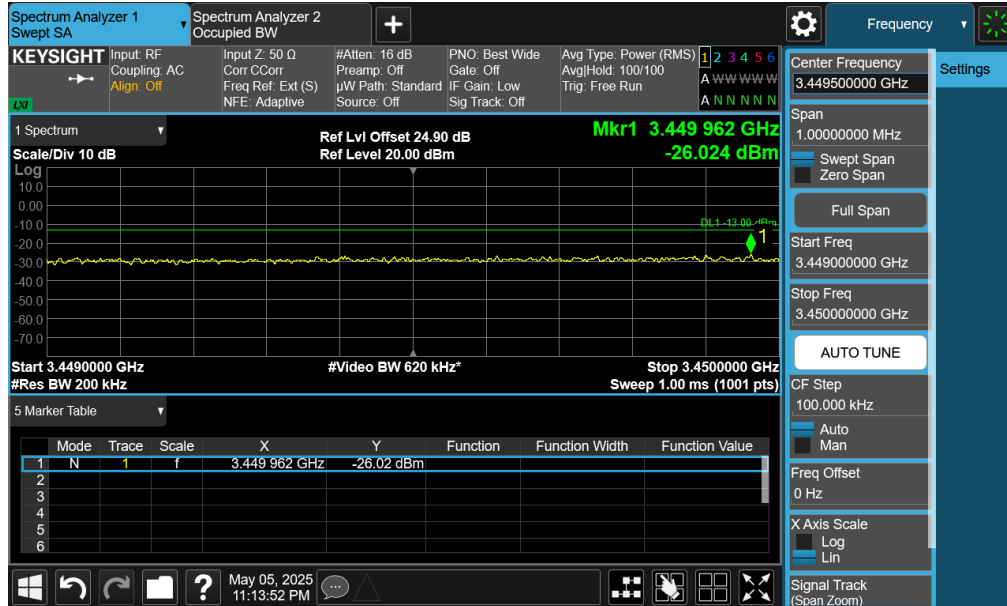 Spectrum Analyzer 1
Swept SA
Spectrum Analyzer 2
Occupied BW
+
Frequency
KEYSIGHT
LXI
Input: RF
Coupling: AC
Align: Off
Input Z: 50 Ω
Corr CCorr
Freq Ref: Ext (S)
NFE: Adaptive
#Atten: 16 dB
Preamp: Off
µW Path: Standard
Source: Off
PNO: Best Wide
Gate: Off
IF Gain: Low
Sig Track: Off
Avg Type: Power (RMS)
Avg|Hold: 100/100
Trig: Free Run
1 2 3 4 5 6
A W W W W W
A N N N N N
1 Spectrum
Scale/Div 10 dB
Ref Lvl Offset 24.90 dB
Ref Level 20.00 dBm
Mkr1 3.449 962 GHz
-26.024 dBm
Log
10.0
0.00
-10.0
-20.0
-30.0
-40.0
-50.0
-60.0
-70.0
DL1 -13.00 dBm
1
Start 3.4490000 GHz
#Res BW 200 kHz
#Video BW 620 kHz*
Stop 3.4500000 GHz
Sweep 1.00 ms (1001 pts)
5 Marker Table
Mode Trace Scale X Y Function Function Width Function Value
1 N 1 f 3.449 962 GHz -26.02 dBm
2
3
4
5
6
May 05, 2025
11:13:52 PM
?
Center Frequency
3.449500000 GHz
Span
1.00000000 MHz
Swept Span
Zero Span
Full Span
Start Freq
3.449000000 GHz
Stop Freq
3.450000000 GHz
AUTO TUNE
CF Step
100.000 kHz
Auto
Man
Freq Offset
0 Hz
X Axis Scale
Log
Lin
Signal Track
(Span Zoom)
Settings